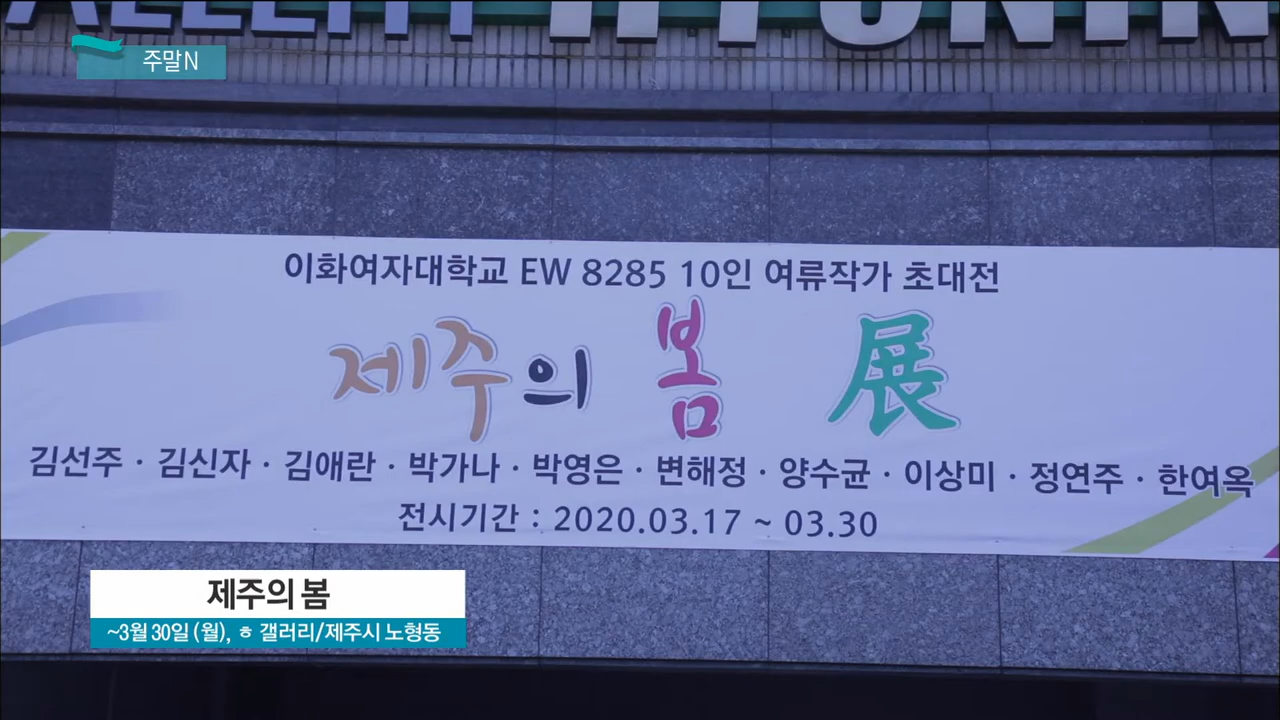 주말N
이화여자대학교 EW 8285 10인 여류작가 초대전
제주의 봄 展
김선주 · 김신자 · 김애란 · 박가나 · 박영은 · 변해정 · 양수균 · 이상미 · 정연주 · 한여옥
전시기간 : 2020.03.17 ~ 03.30
제주의 봄
~3월 30일 (월), ㅎ 갤러리/제주시 노형동